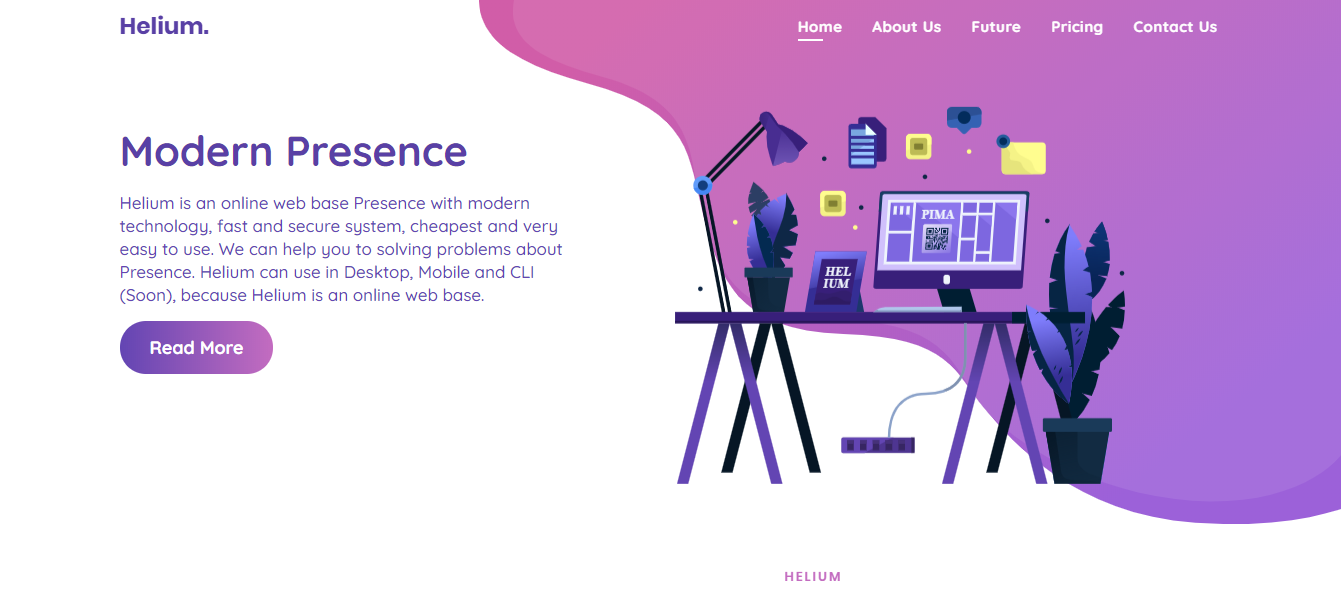 Helium.
Home About Us Future Pricing Contact Us
Modern Presence
Helium is an online web base Presence with modern
technology, fast and secure system, cheapest and very
easy to use. We can help you to solving problems about
Presence. Helium can use in Desktop, Mobile and CLI
(Soon), because Helium is an online web base.
Read More
PIMA
HEL
IUM
HELIUM